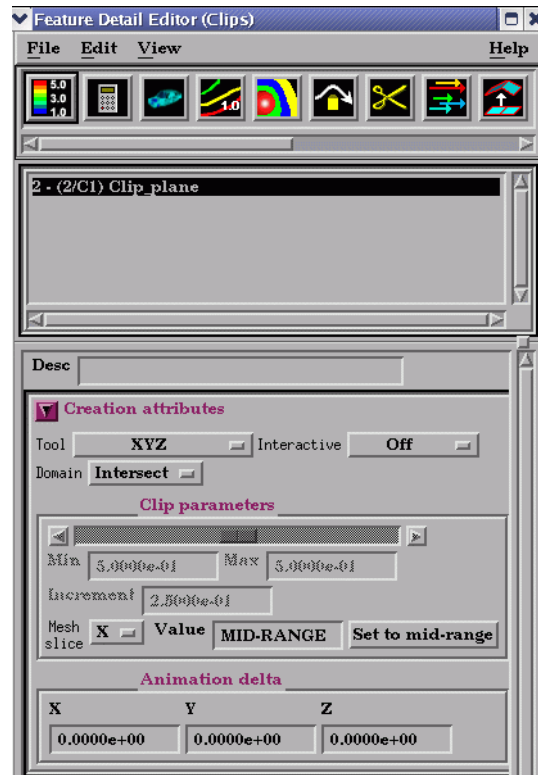 Feature Detail Editor (Clips)
File Edit View Help
5.0
3.0
1.0
1.0
2 - (2/C1) Clip_plane
Desc
Creation attributes
Tool XYZ Interactive Off
Domain Intersect
Clip parameters
Min 5.0000e-01 Max 5.0000e-01
Increment 2.5000e-01
Mesh slice X Value MID-RANGE Set to mid-range
Animation delta
X Y Z
0.0000e+00 0.0000e+00 0.0000e+00